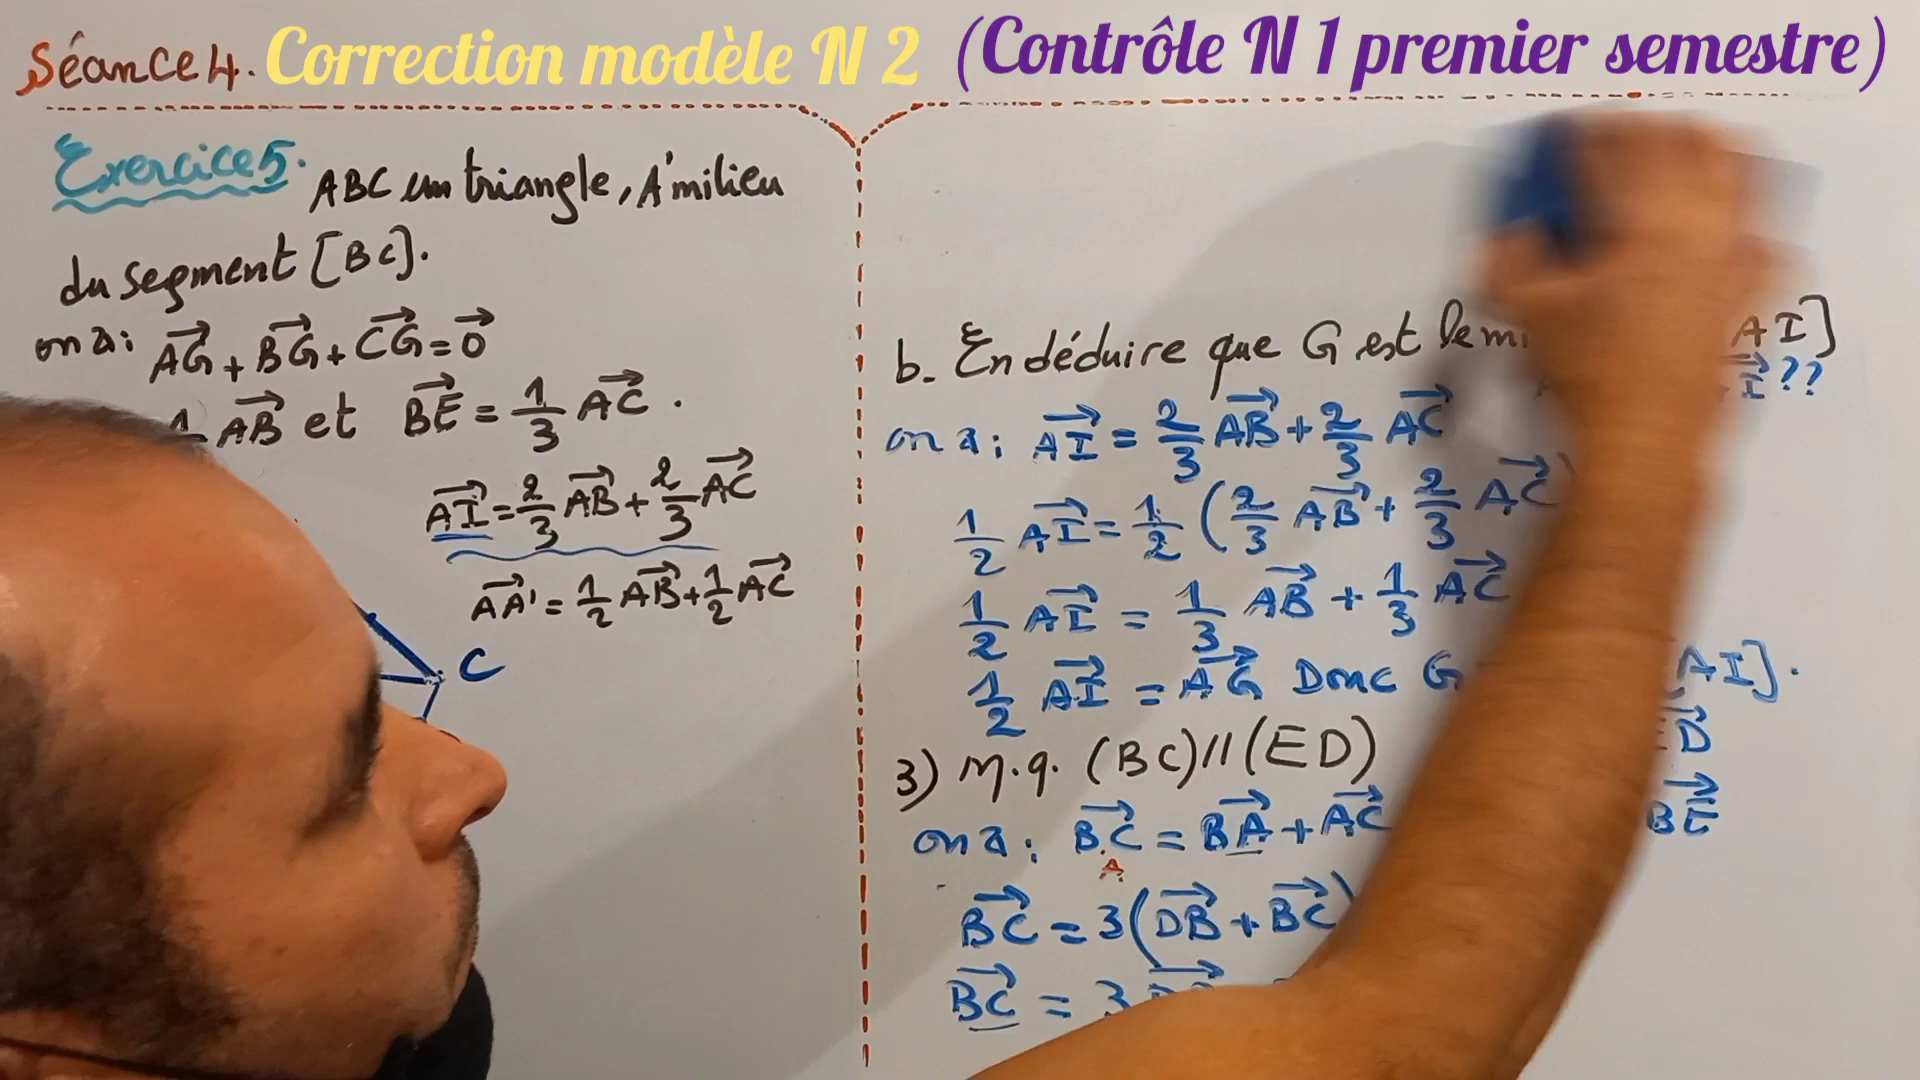 Séance 4. Correction modèle N 2 (Contrôle N 1 premier semestre)
Exercice 5. ABC un triangle, A' milieu
du segment [BC].
on a: AG→ + BG→ + CG→ = 0→
AB→ et BE→ = 1/3 AC→.
AI→ = 2/3 AB→ + 2/3 AC→
AA'→ = 1/2 AB→ + 1/2 AC→
C
b- En déduire que G est le AI]
I→ ??
on a: AI→ = 2/3 AB→ + 2/3 AC→
1/2 AI→ = 1/2 (2/3 AB→ + 2/3 AC→)
1/2 AI→ = 1/3 AB→ + 1/3 AC→
1/2 AI→ = AG→ Donc G [AI].
3) M.q. (BC)//(ED)
D→
on a: BC→ = BA→ + AC→
A
BE→
BC→ = 3(DB→ + BC→)
BC→ = 3